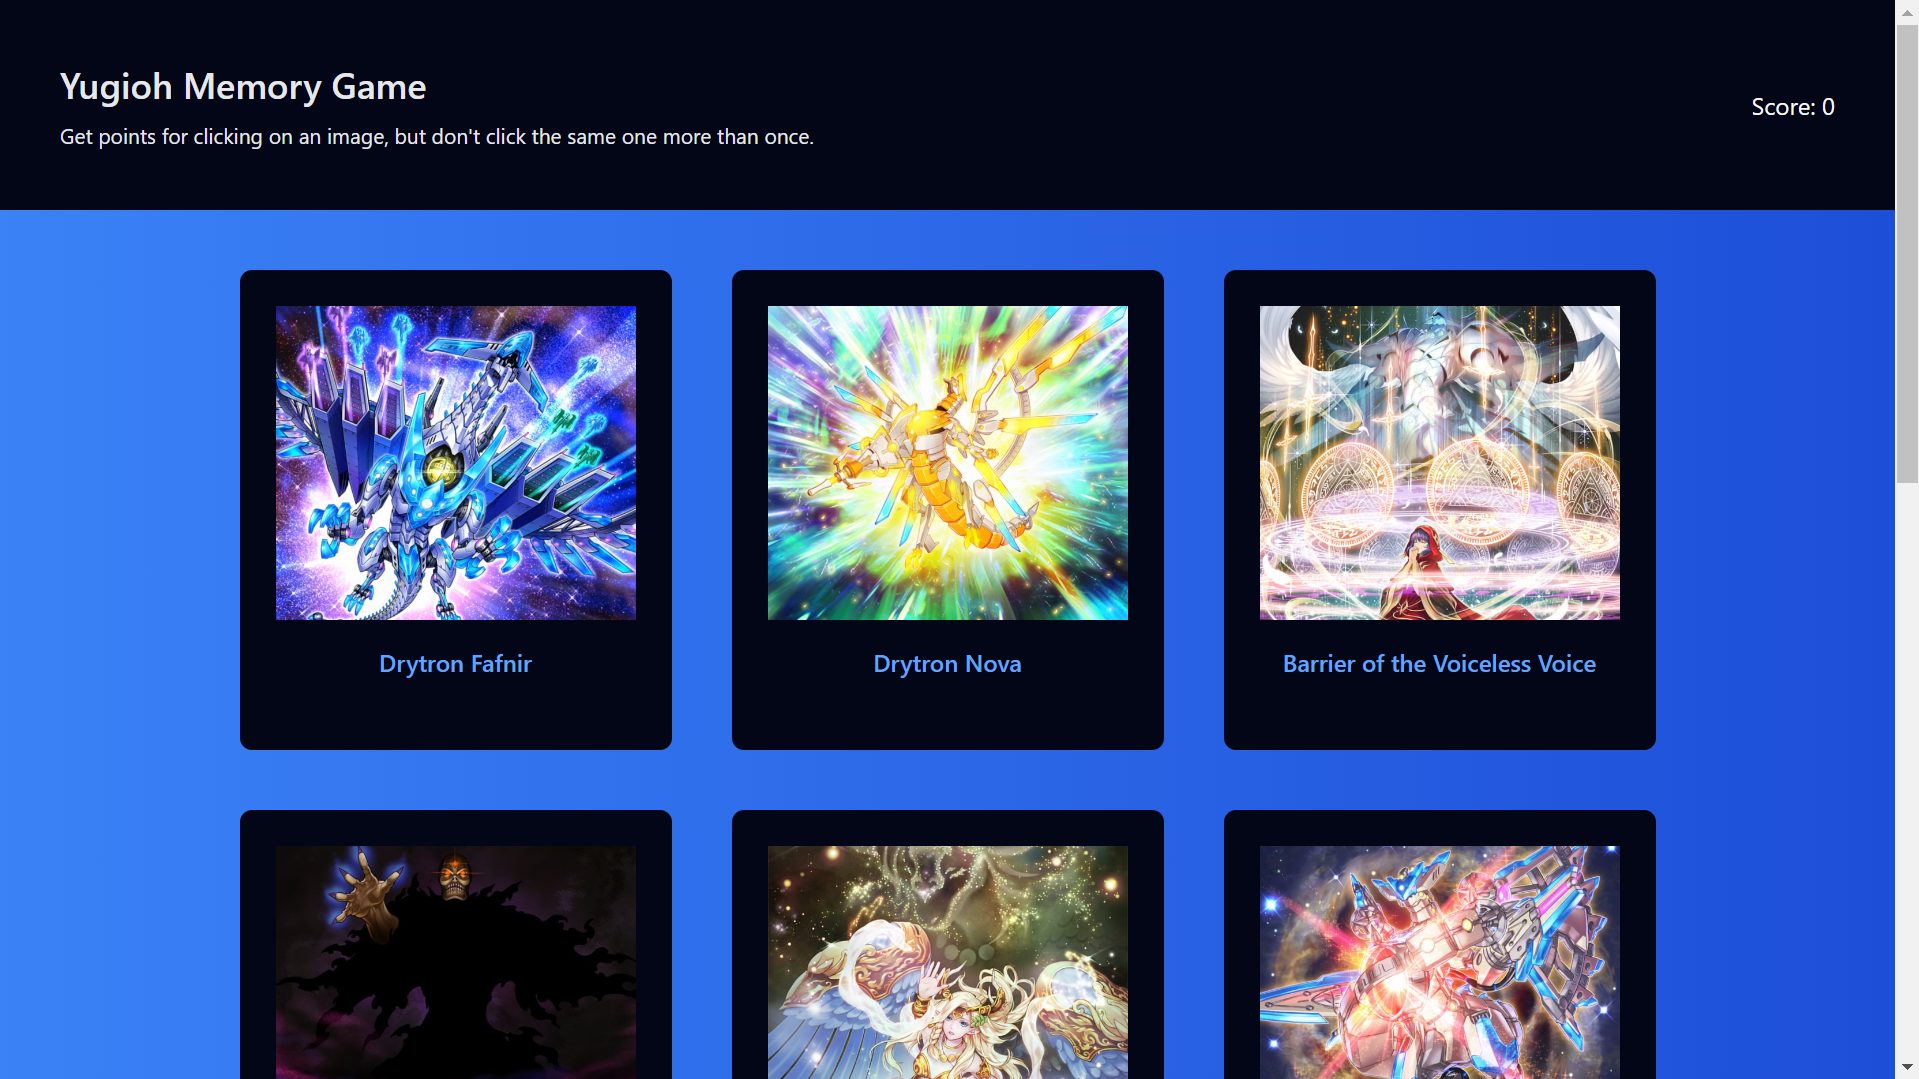 Yugioh Memory Game
Get points for clicking on an image, but don't click the same one more than once.
Score: 0
Drytron Fafnir
Drytron Nova
Barrier of the Voiceless Voice